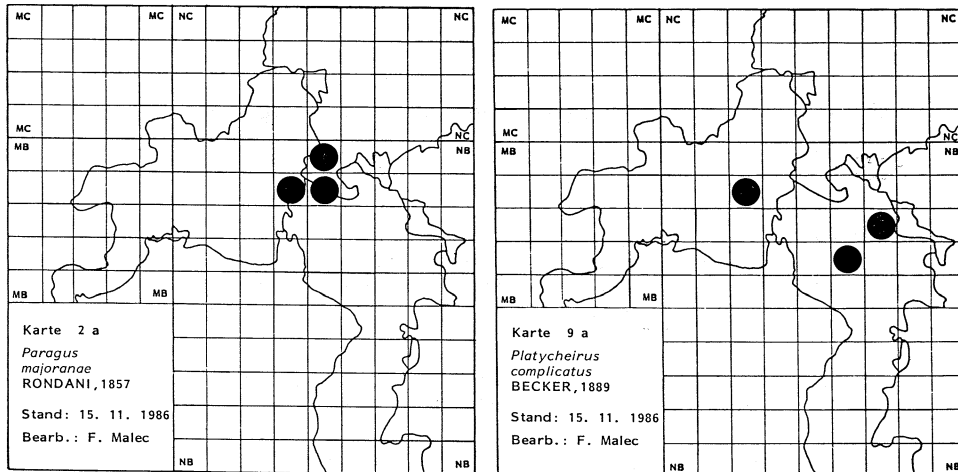 MC MC NC NC
MC NC
MB NB
MB MB
Karte 2 a
Paragus
majoranae
RONDANI, 1857
Stand: 15. 11. 1986
Bearb.: F. Malec
NB NB
MC MC NC NC
MC NC
MB NB
MB MB
Karte 9 a
Platycheirus
complicatus
BECKER, 1889
Stand: 15. 11. 1986
Bearb.: F. Malec
NB NB